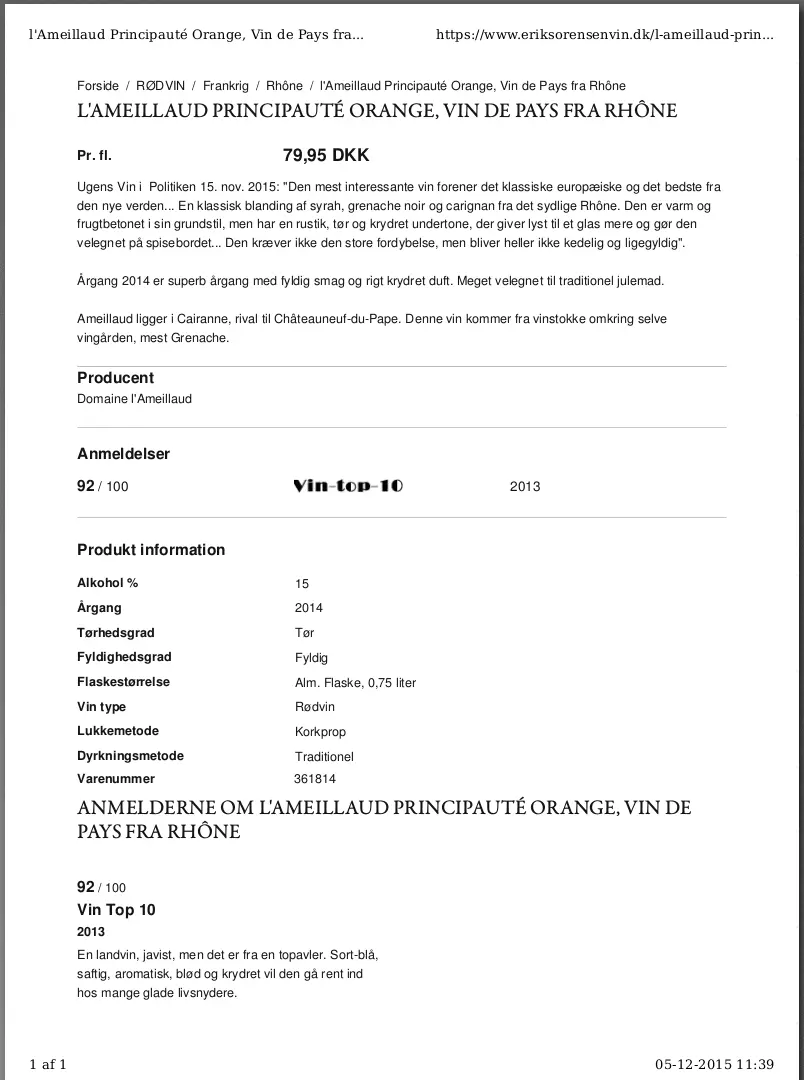 l'Ameillaud Principauté Orange, Vin de Pays fra...
https://www.eriksorensenvin.dk/l-ameillaud-prin...
Forside / RØDVIN / Frankrig / Rhône / l'Ameillaud Principauté Orange, Vin de Pays fra Rhône
L'AMEILLAUD PRINCIPAUTÉ ORANGE, VIN DE PAYS FRA RHÔNE
Pr. fl. 79,95 DKK
Ugens Vin i Politiken 15. nov. 2015: "Den mest interessante vin forener det klassiske europæiske og det bedste fra
den nye verden... En klassisk blanding af syrah, grenache noir og carignan fra det sydlige Rhône. Den er varm og
frugtbetonet i sin grundstil, men har en rustik, tør og krydret undertone, der giver lyst til et glas mere og gør den
velegnet på spisebordet... Den kræver ikke den store fordybelse, men bliver heller ikke kedelig og ligegyldig".
Årgang 2014 er superb årgang med fyldig smag og rigt krydret duft. Meget velegnet til traditionel julemad.
Ameillaud ligger i Cairanne, rival til Châteauneuf-du-Pape. Denne vin kommer fra vinstokke omkring selve
vingården, mest Grenache.
Producent
Domaine l'Ameillaud
Anmeldelser
92 / 100 Vin-top-10 2013
Produkt information
Alkohol % 15
Årgang 2014
Tørhedsgrad Tør
Fyldighedsgrad Fyldig
Flaskestørrelse Alm. Flaske, 0,75 liter
Vin type Rødvin
Lukkemetode Korkprop
Dyrkningsmetode Traditionel
Varenummer 361814
ANMELDERNE OM L'AMEILLAUD PRINCIPAUTÉ ORANGE, VIN DE
PAYS FRA RHÔNE
92 / 100
Vin Top 10
2013
En landvin, javist, men det er fra en topavler. Sort-blå,
saftig, aromatisk, blød og krydret vil den gå rent ind
hos mange glade livsnydere.
1 af 1
05-12-2015 11:39